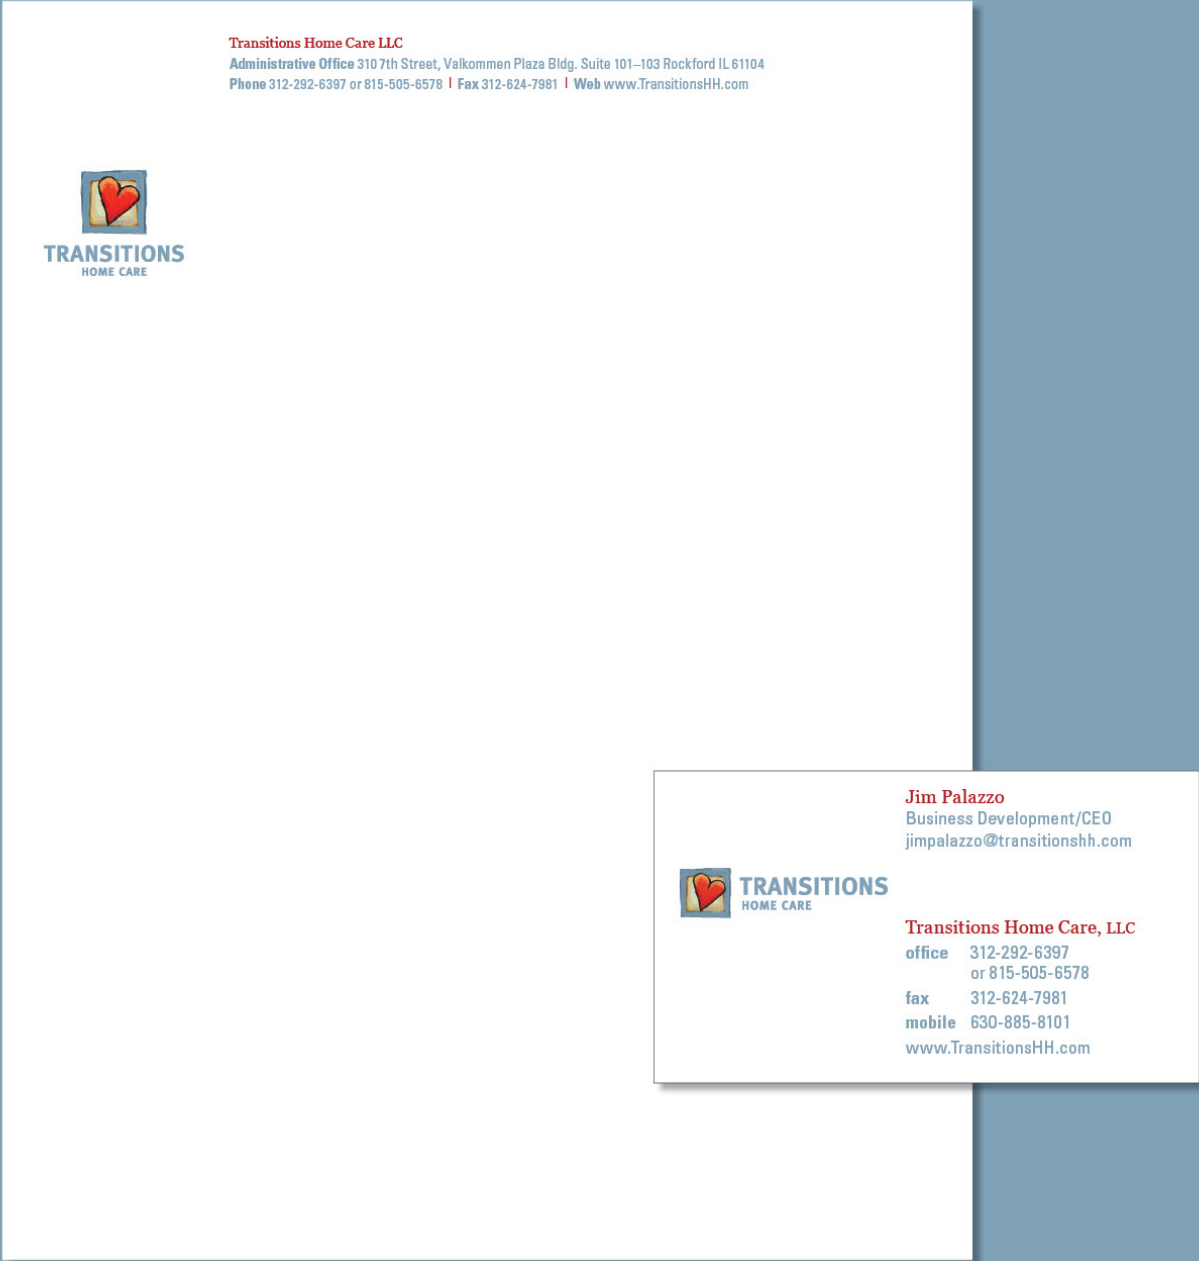 Transitions Home Care LLC
Administrative Office 310 7th Street, Valkommen Plaza Bldg. Suite 101–103 Rockford IL 61104
Phone 312-292-6397 or 815-505-6578 | Fax 312-624-7981 | Web www.TransitionsHH.com
TRANSITIONS
HOME CARE
Jim Palazzo
Business Development/CEO
jimpalazzo@transitionshh.com
TRANSITIONS
HOME CARE
Transitions Home Care, LLC
office 312-292-6397
or 815-505-6578
fax 312-624-7981
mobile 630-885-8101
www.TransitionsHH.com